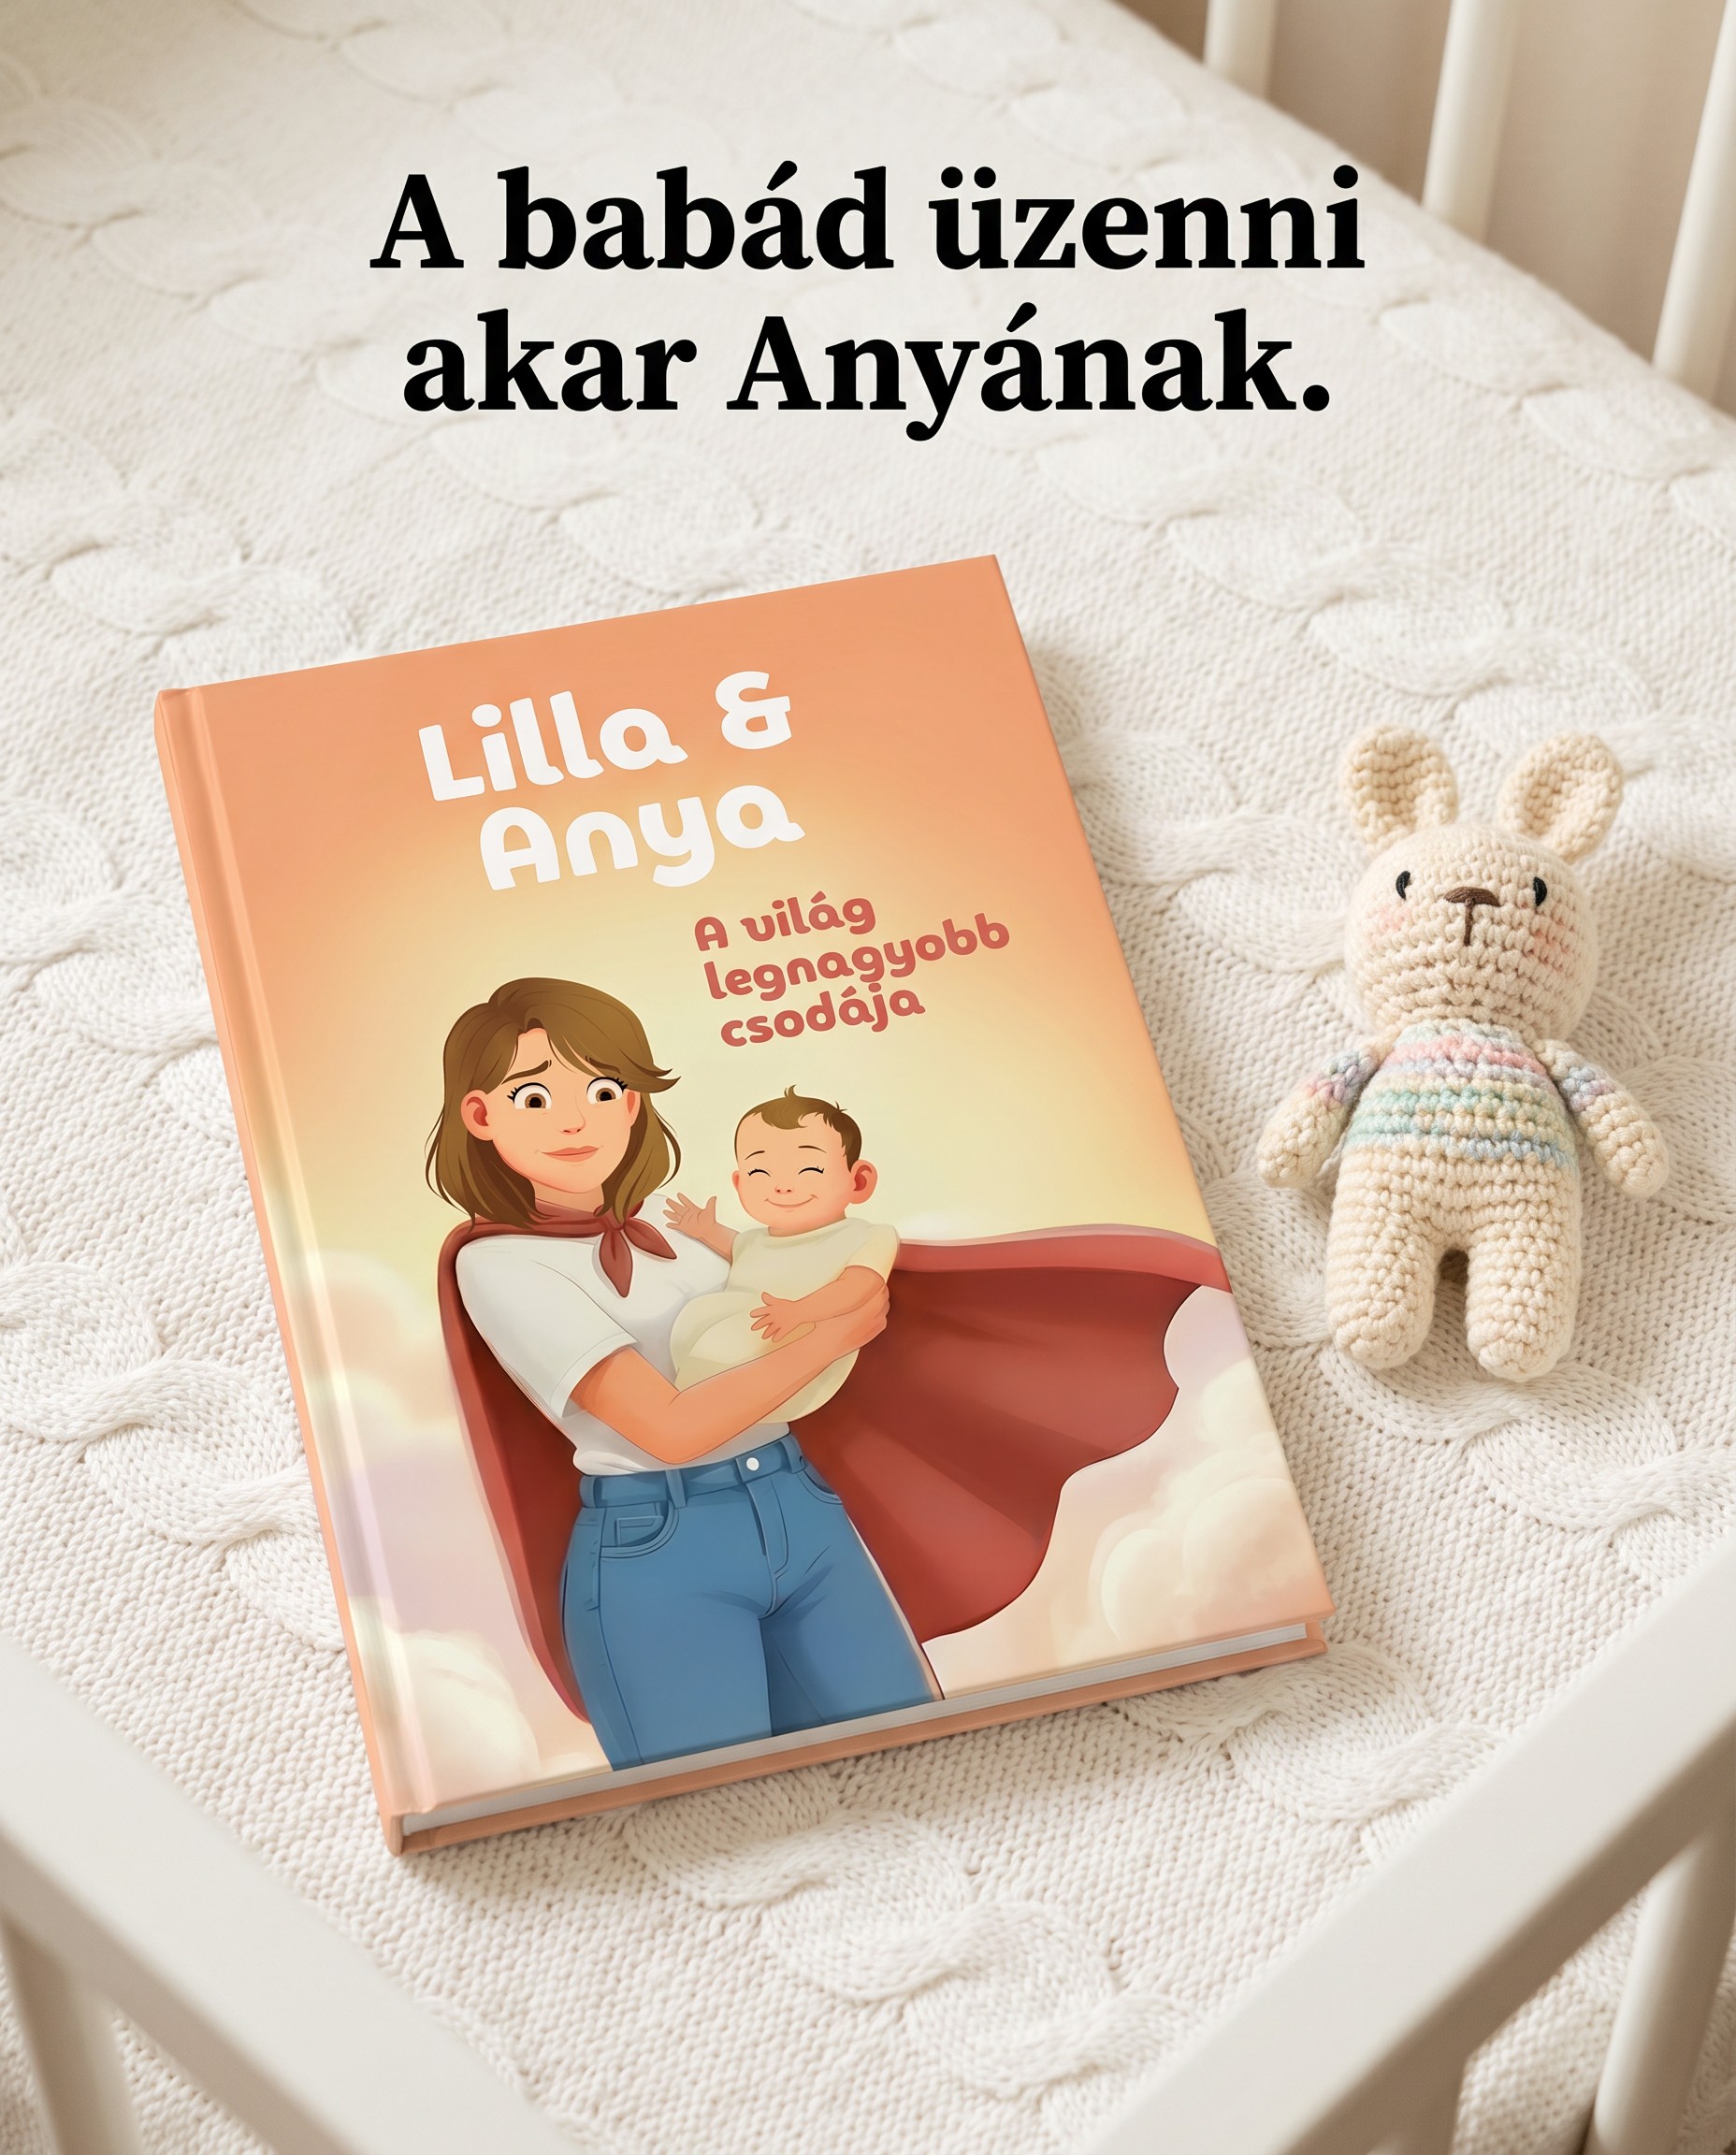 A babád üzenni
akar Anyának.
Lilla &
Anya
A világ
legnagyobb
csodája